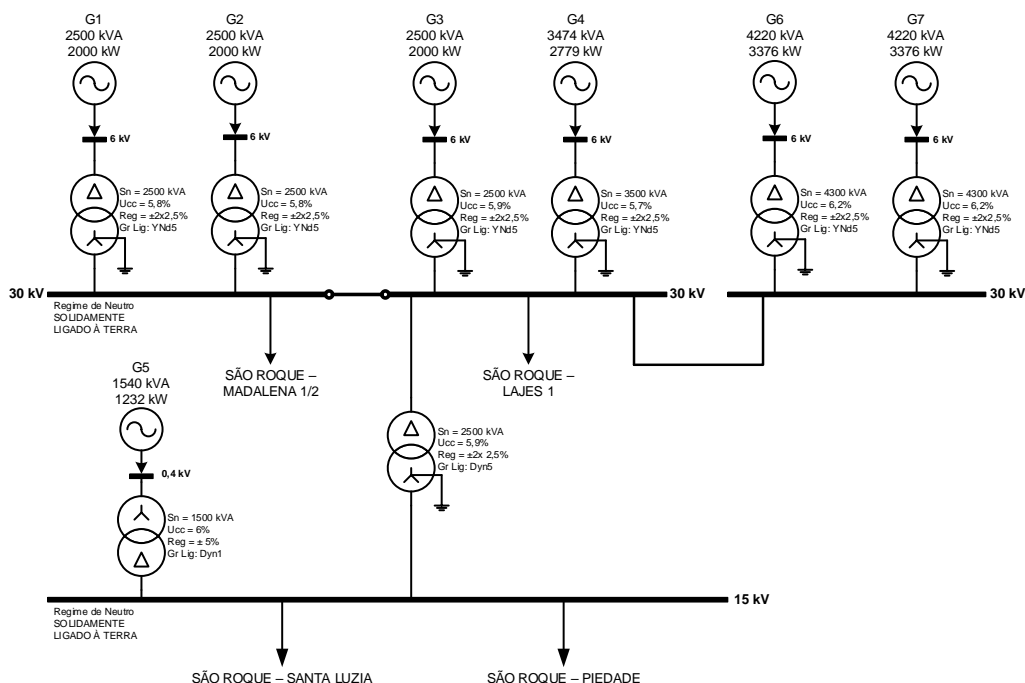 G1
2500 kVA
2000 kW
G2
2500 kVA
2000 kW
G3
2500 kVA
2000 kW
G4
3474 kVA
2779 kW
G6
4220 kVA
3376 kW
G7
4220 kVA
3376 kW
6 kV
6 kV
6 kV
6 kV
6 kV
6 kV
Sn = 2500 kVA
Ucc = 5,8%
Reg = ±2x2,5%
Gr Lig: YNd5
Sn = 2500 kVA
Ucc = 5,8%
Reg = ±2x2,5%
Gr Lig: YNd5
Sn = 2500 kVA
Ucc = 5,9%
Reg = ±2x2,5%
Gr Lig: YNd5
Sn = 3500 kVA
Ucc = 5,7%
Reg = ±2x2,5%
Gr Lig: YNd5
Sn = 4300 kVA
Ucc = 6,2%
Reg = ±2x2,5%
Gr Lig: YNd5
Sn = 4300 kVA
Ucc = 6,2%
Reg = ±2x2,5%
Gr Lig: YNd5
30 kV
30 kV
30 kV
Regime de Neutro
SOLIDAMENTE
LIGADO À TERRA
SÃO ROQUE –
MADALENA 1/2
SÃO ROQUE –
LAJES 1
G5
1540 kVA
1232 kW
0,4 kV
Sn = 1500 kVA
Ucc = 6%
Reg = ± 5%
Gr Lig: Dyn1
Sn = 2500 kVA
Ucc = 5,9%
Reg = ±2x 2,5%
Gr Lig: Dyn5
15 kV
Regime de Neutro
SOLIDAMENTE
LIGADO À TERRA
SÃO ROQUE – SANTA LUZIA
SÃO ROQUE – PIEDADE